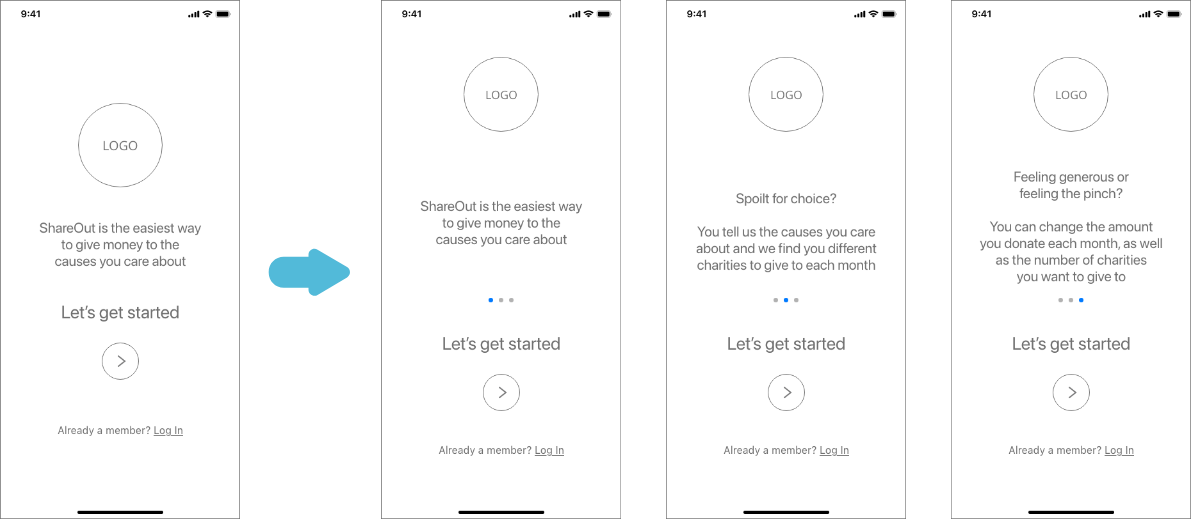 9:41
LOGO
ShareOut is the easiest way
to give money to the
causes you care about
Let's get started
Already a member? Log In
9:41
LOGO
ShareOut is the easiest way
to give money to the
causes you care about
Let's get started
Already a member? Log In
9:41
LOGO
Spoilt for choice?
You tell us the causes you care
about and we find you different
charities to give to each month
Let's get started
Already a member? Log In
9:41
LOGO
Feeling generous or
feeling the pinch?
You can change the amount
you donate each month, as well
as the number of charities
you want to give to
Let's get started
Already a member? Log In